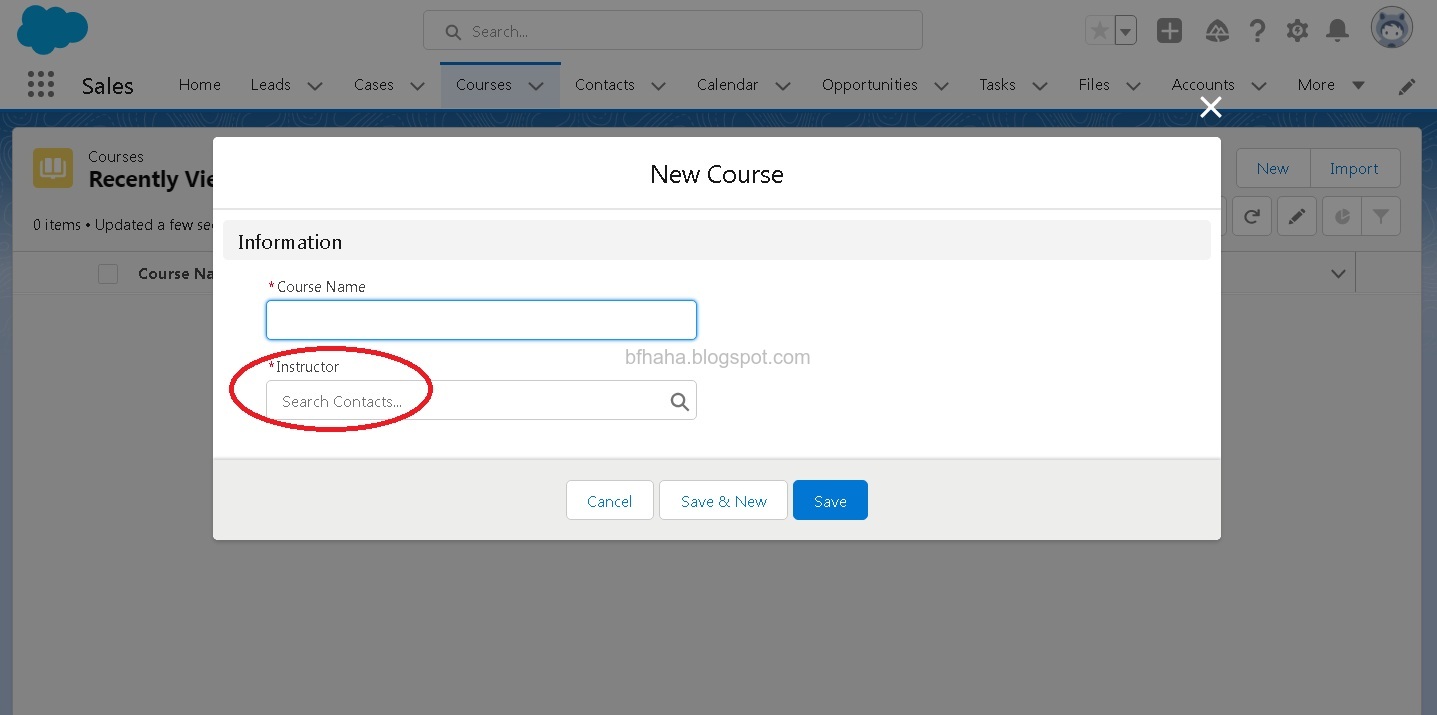 Search...
Sales
Home
Leads
Cases
Courses
Contacts
Calendar
Opportunities
Tasks
Files
Accounts
More
Courses
Recently Vie
New
Import
0 items • Updated a few se
Course Na
New Course
Information
*Course Name
bfhaha.blogspot.com
*Instructor
Search Contacts...
Cancel
Save & New
Save